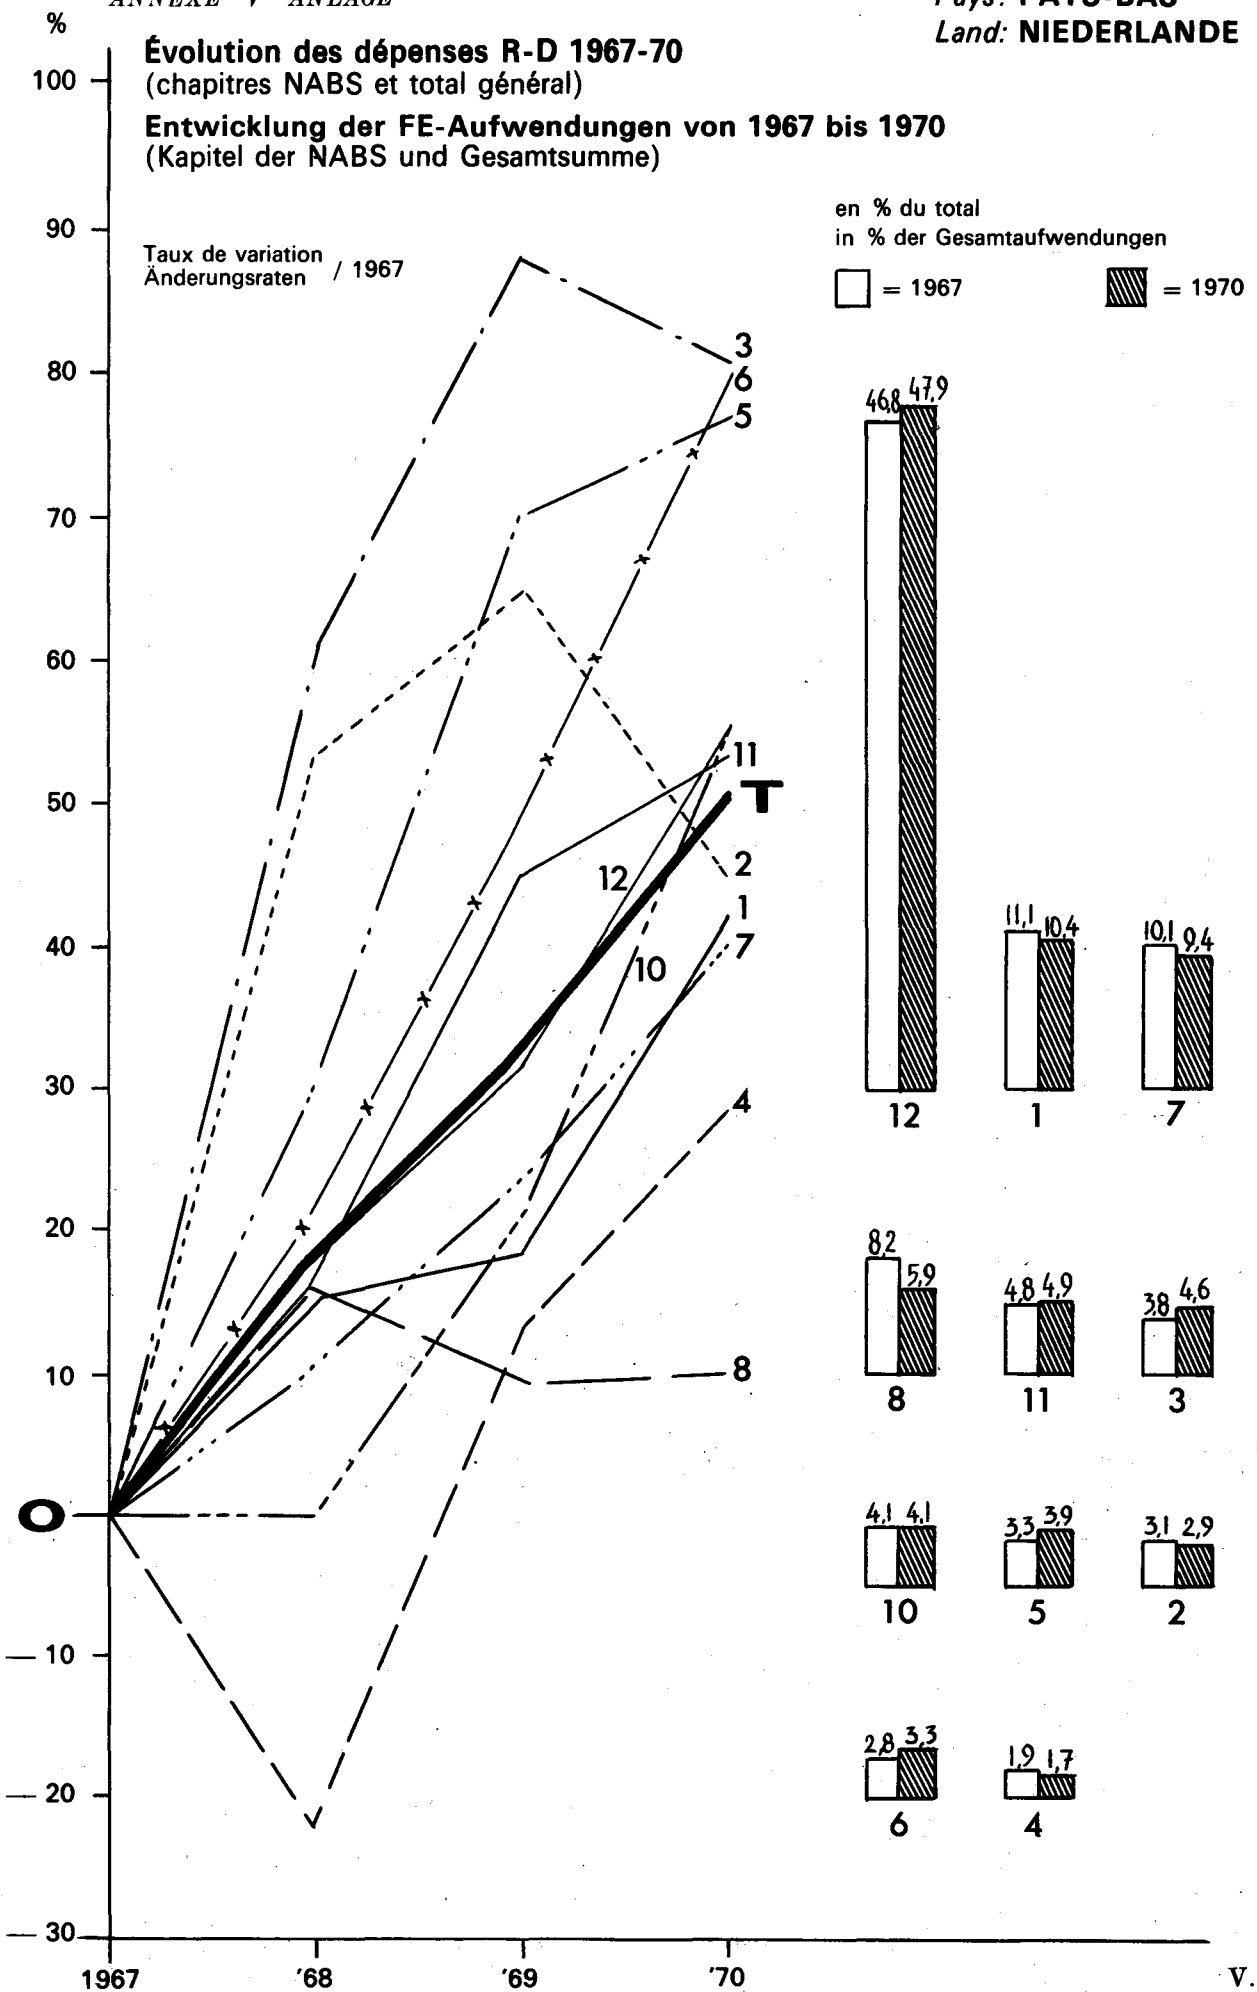 ANNEXE V ANLAGE
Pays: PAYS-BAS
Land: NIEDERLANDE
%
Évolution des dépenses R-D 1967-70
(chapitres NABS et total général)
Entwicklung der FE-Aufwendungen von 1967 bis 1970
(Kapitel der NABS und Gesamtsumme)
Taux de variation
Änderungsraten / 1967
en % du total
in % der Gesamtaufwendungen
= 1967 = 1970
100
90
80
70
60
50
40
30
20
10
O
— 10
— 20
— 30
1967 '68 '69 '70
3
6
5
11
T
12
2
1
7
10
4
8
46,8 47,9
12
11,1 10,4
1
10,1 9,4
7
8,2 5,9
8
4,8 4,9
11
3,8 4,6
3
4,1 4,1
10
3,3 3,9
5
3,1 2,9
2
2,8 3,3
6
1,9 1,7
4
V.